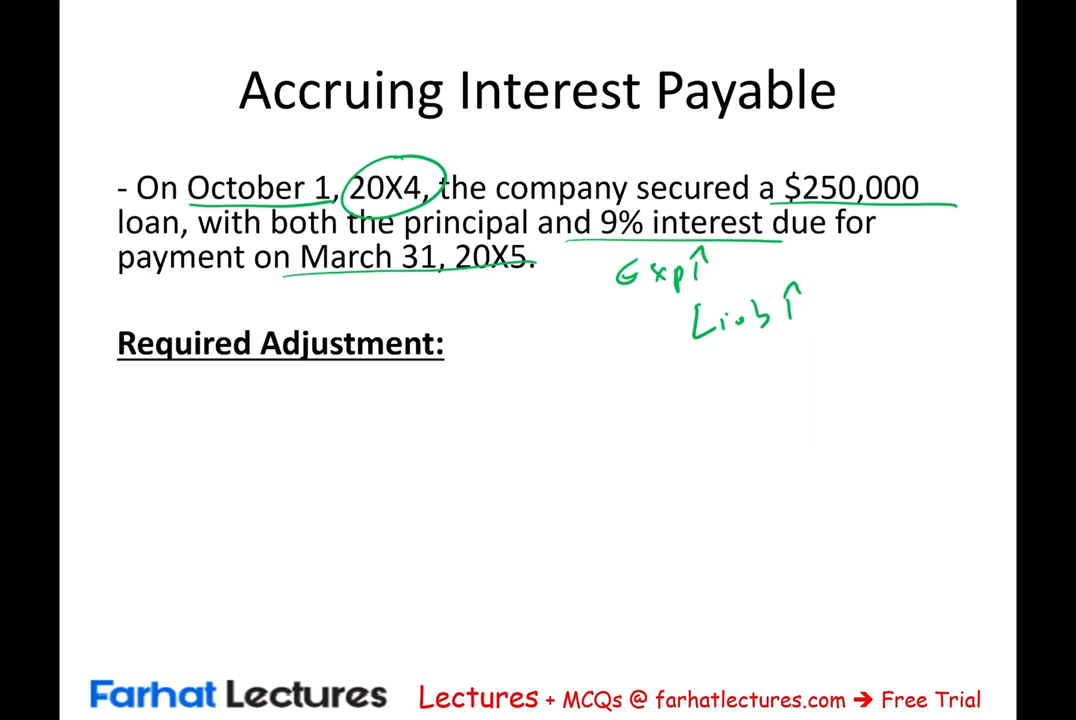 Accruing Interest Payable
- On October 1, 20X4, the company secured a $250,000
loan, with both the principal and 9% interest due for
payment on March 31, 20X5.
Exp↑
Liab↑
Required Adjustment:
Farhat Lectures Lectures + MCQs @ farhatlectures.com → Free Trial